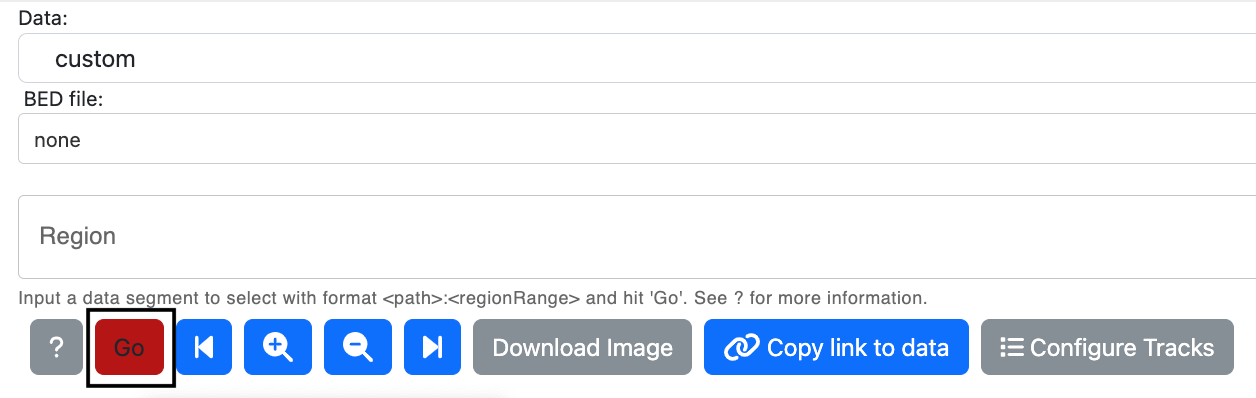 Data:
custom
BED file:
none
Region
Input a data segment to select with format <path>:<regionRange> and hit 'Go'. See ? for more information.
? Go Download Image Copy link to data Configure Tracks